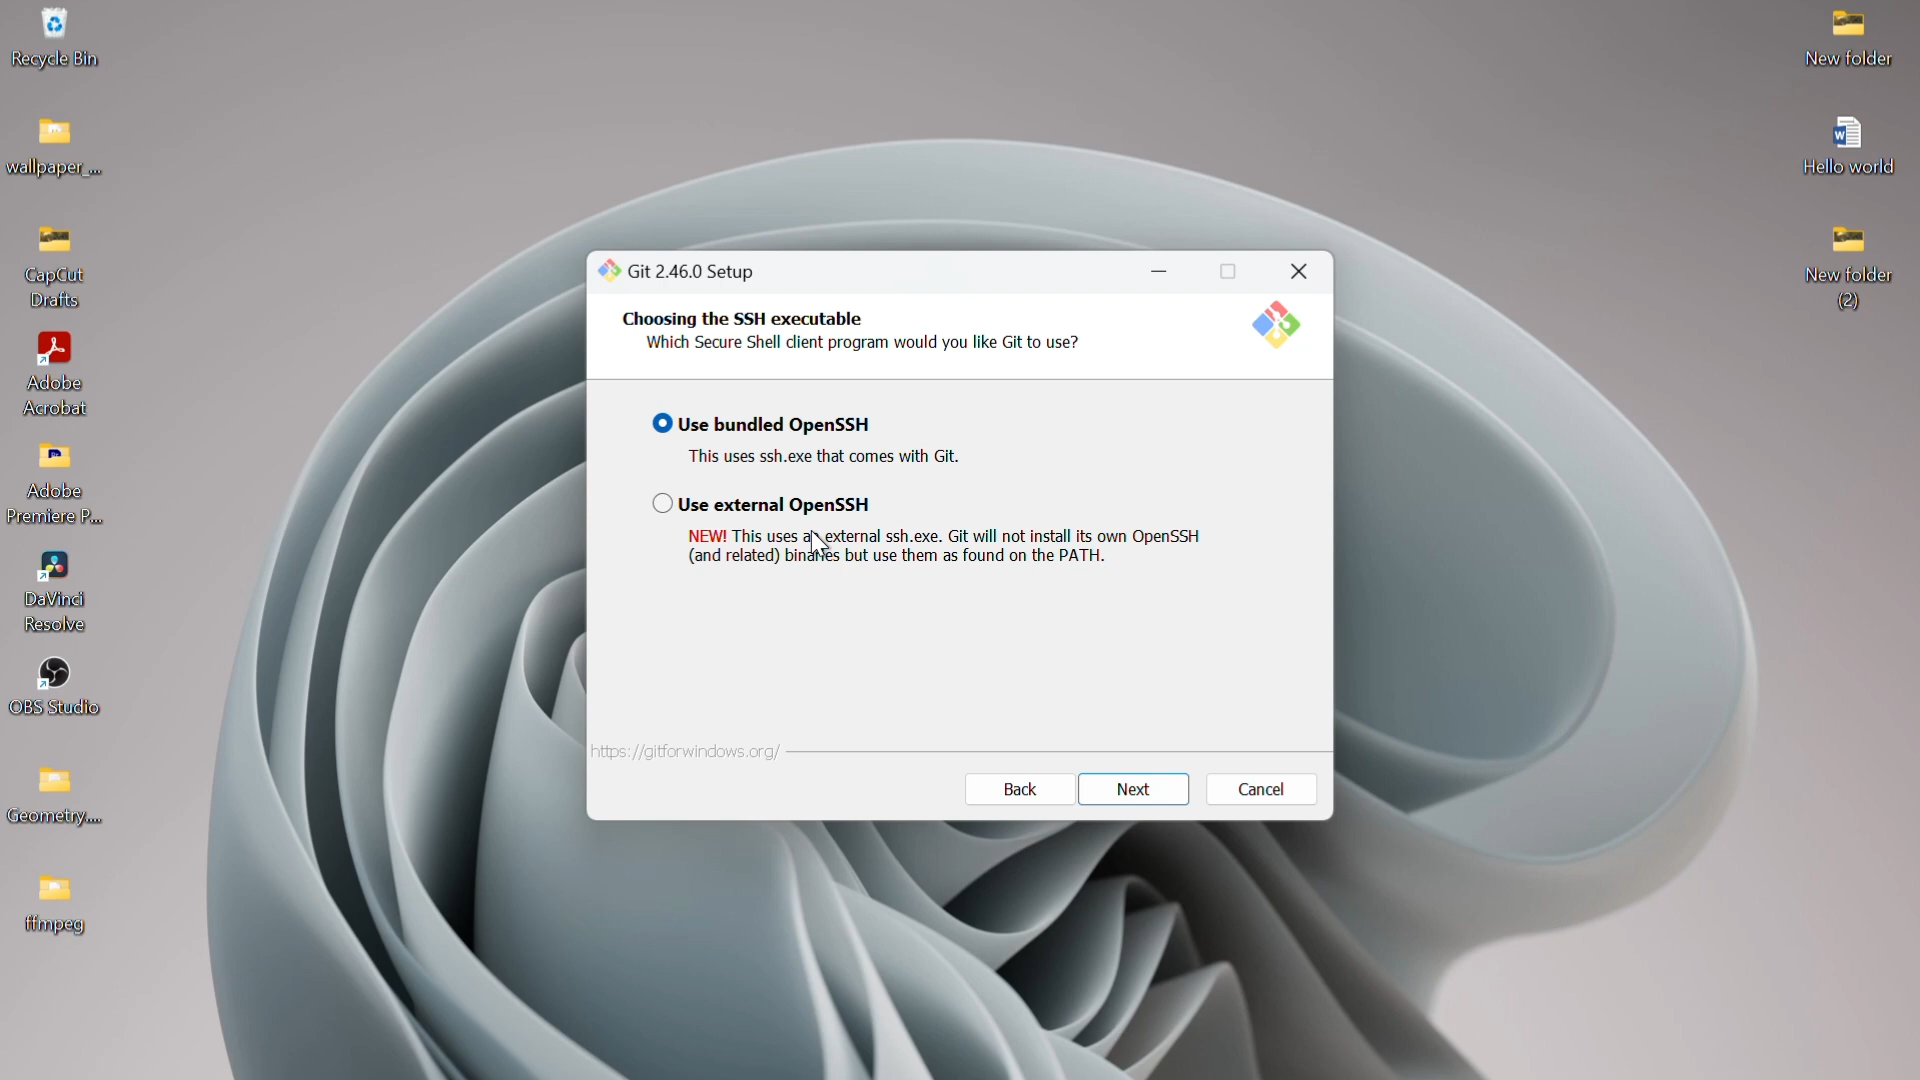 Recycle Bin
wallpaper_...
CapCut
Drafts
Adobe
Acrobat
Adobe
Premiere P...
DaVinci
Resolve
OBS Studio
Geometry....
ffmpeg
Git 2.46.0 Setup
Choosing the SSH executable
Which Secure Shell client program would you like Git to use?
Use bundled OpenSSH
This uses ssh.exe that comes with Git.
Use external OpenSSH
NEW! This uses an external ssh.exe. Git will not install its own OpenSSH
(and related) binaries but use them as found on the PATH.
https://gitforwindows.org/
Back
Next
Cancel
New folder
Hello world
New folder
(2)